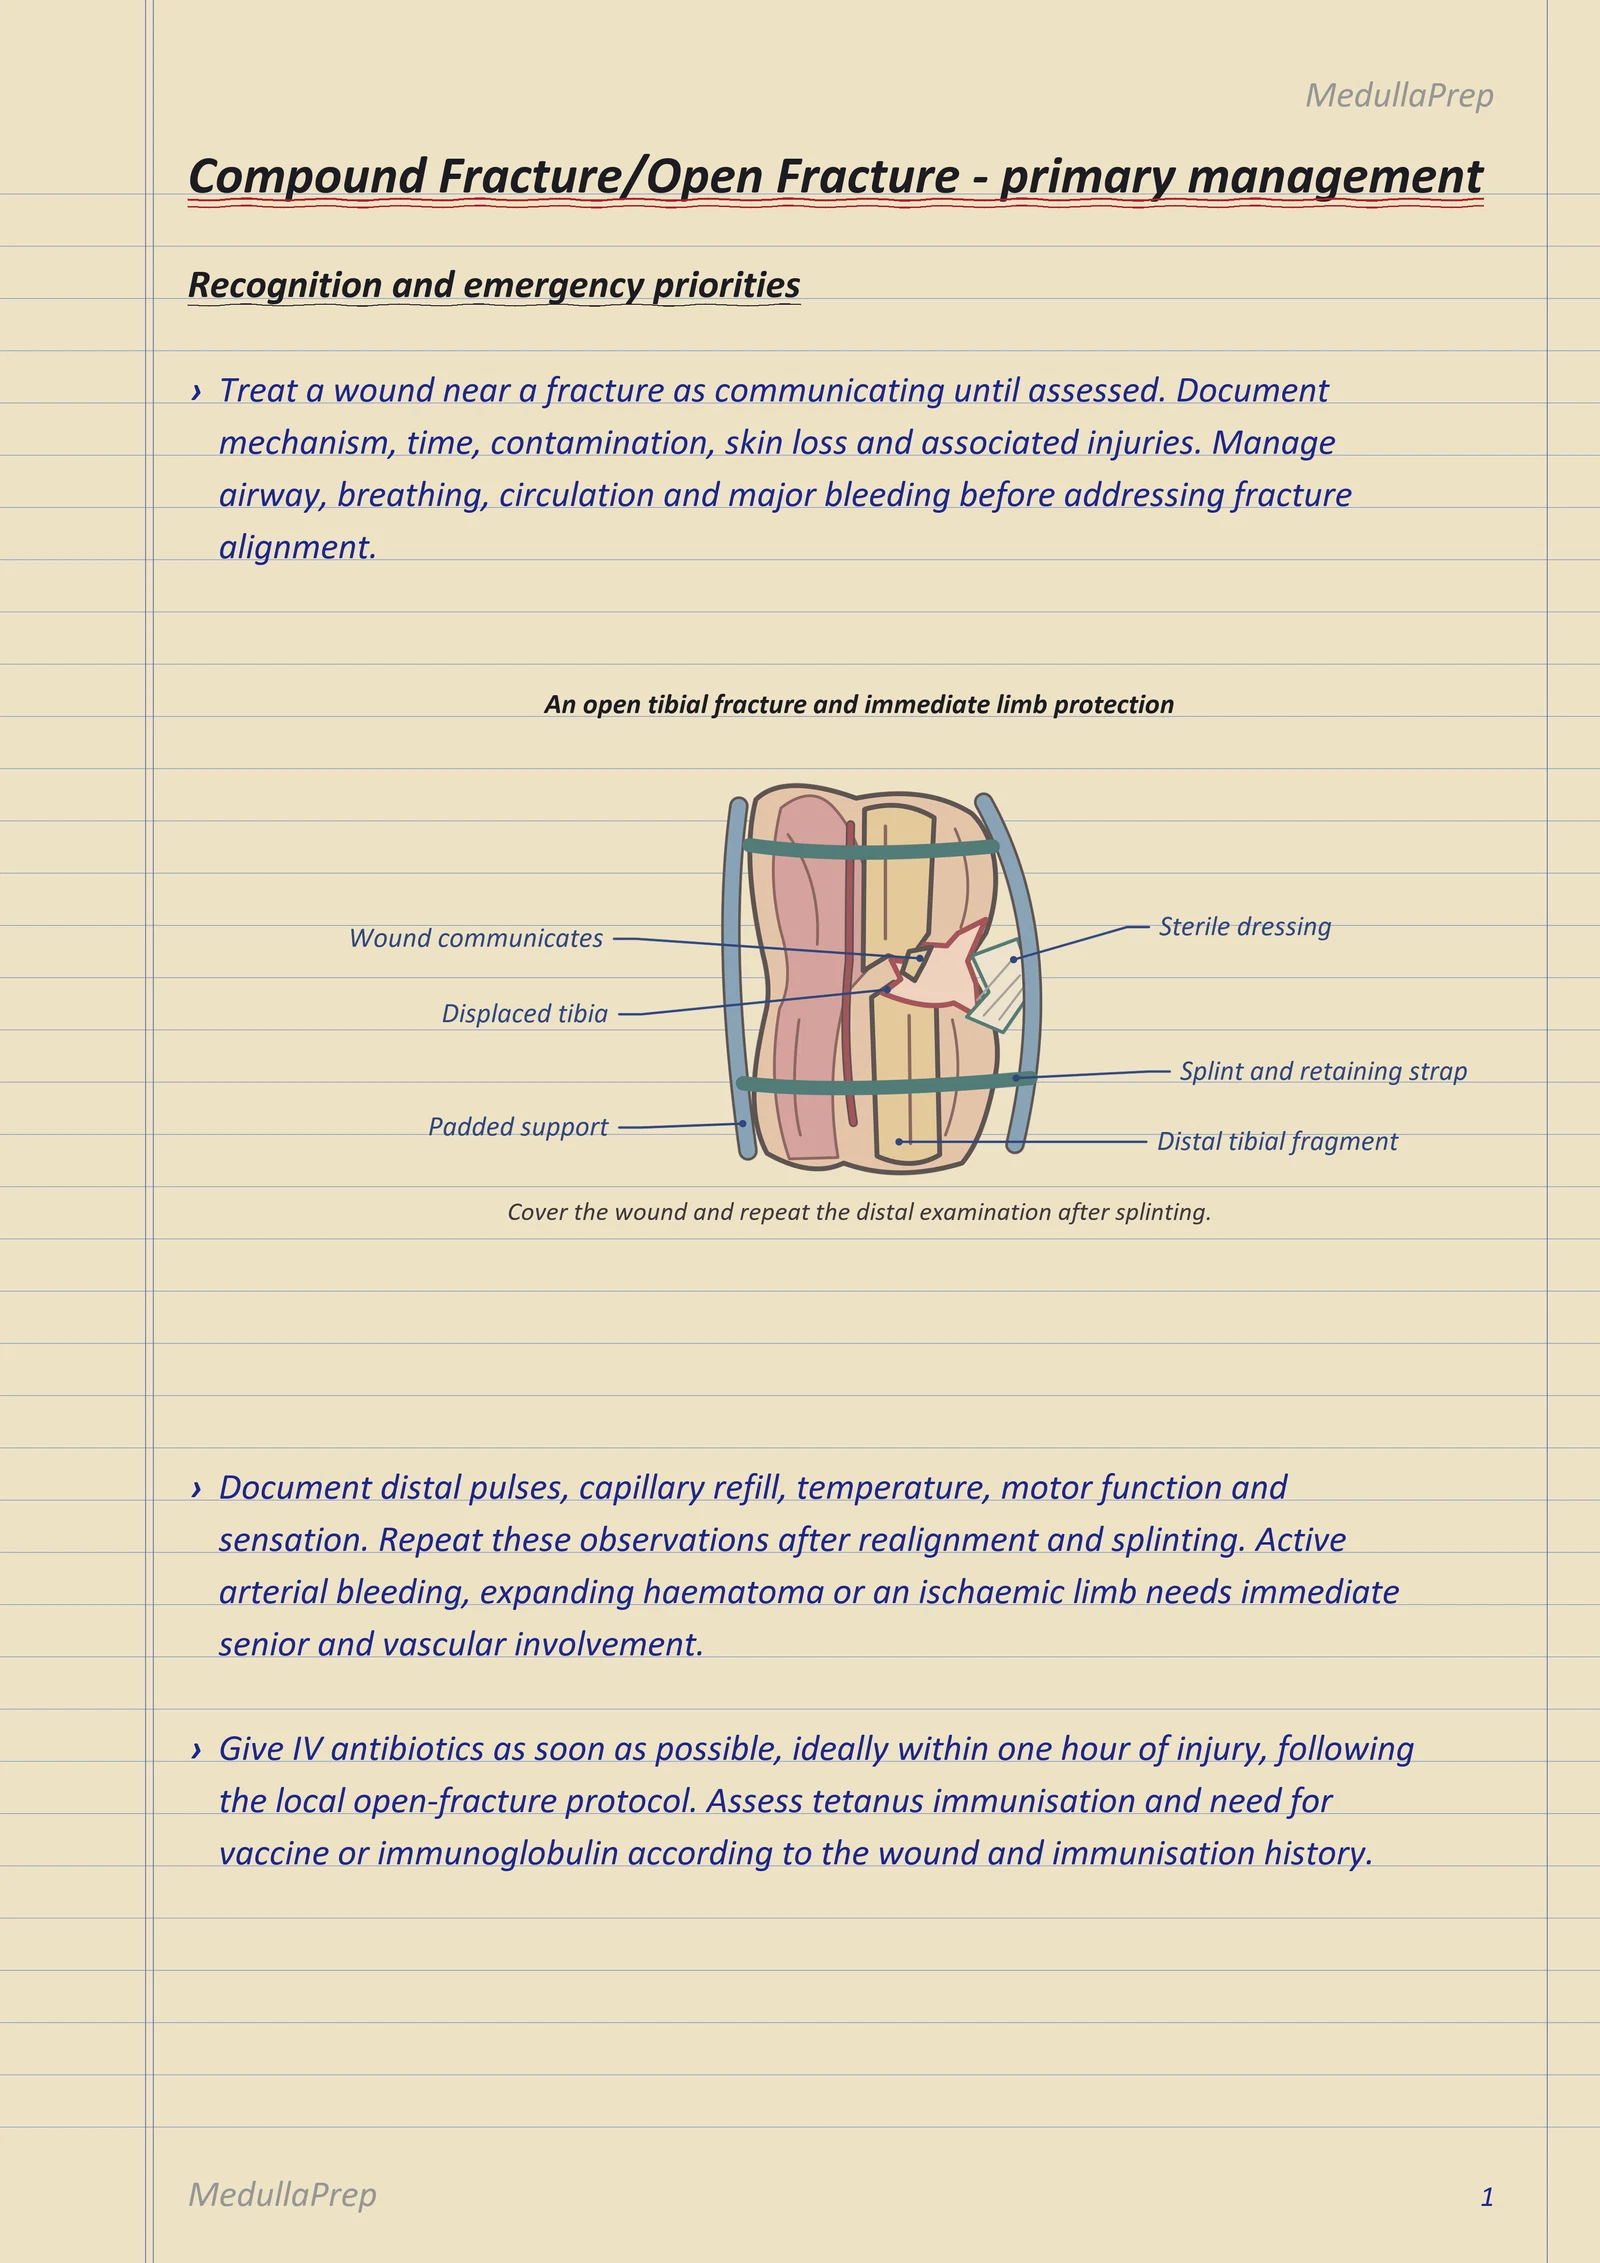 MedullaPrep
Compound Fracture/Open Fracture - primary management
Recognition and emergency priorities
› Treat a wound near a fracture as communicating until assessed. Document
mechanism, time, contamination, skin loss and associated injuries. Manage
airway, breathing, circulation and major bleeding before addressing fracture
alignment.
An open tibial fracture and immediate limb protection
Wound communicates
Sterile dressing
Displaced tibia
Splint and retaining strap
Padded support
Distal tibial fragment
Cover the wound and repeat the distal examination after splinting.
› Document distal pulses, capillary refill, temperature, motor function and
sensation. Repeat these observations after realignment and splinting. Active
arterial bleeding, expanding haematoma or an ischaemic limb needs immediate
senior and vascular involvement.
› Give IV antibiotics as soon as possible, ideally within one hour of injury, following
the local open-fracture protocol. Assess tetanus immunisation and need for
vaccine or immunoglobulin according to the wound and immunisation history.
MedullaPrep
1